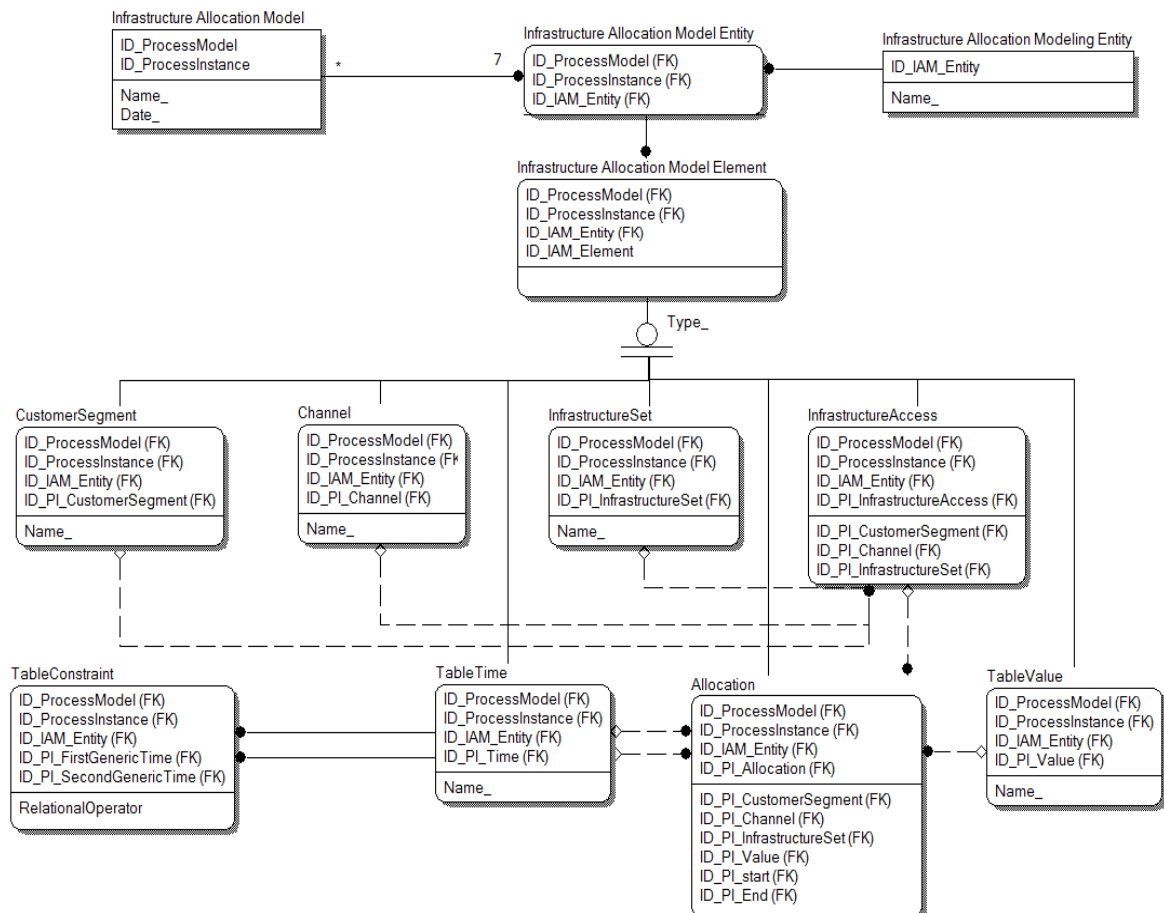 Infrastructure Allocation Model
ID_ProcessModel
ID_ProcessInstance
Name_
Date_
*
7
Infrastructure Allocation Model Entity
ID_ProcessModel (FK)
ID_ProcessInstance (FK)
ID_IAM_Entity (FK)
Infrastructure Allocation Modeling Entity
ID_IAM_Entity
Name_
Infrastructure Allocation Model Element
ID_ProcessModel (FK)
ID_ProcessInstance (FK)
ID_IAM_Entity (FK)
ID_IAM_Element
Type_
CustomerSegment
ID_ProcessModel (FK)
ID_ProcessInstance (FK)
ID_IAM_Entity (FK)
ID_PI_CustomerSegment (FK)
Name_
Channel
ID_ProcessModel (FK)
ID_ProcessInstance (FK
ID_IAM_Entity (FK)
ID_PI_Channel (FK)
Name_
InfrastructureSet
ID_ProcessModel (FK)
ID_ProcessInstance (FK)
ID_IAM_Entity (FK)
ID_PI_InfrastructureSet (FK)
Name_
InfrastructureAccess
ID_ProcessModel (FK)
ID_ProcessInstance (FK)
ID_IAM_Entity (FK)
ID_PI_InfrastructureAccess (FK)
ID_PI_CustomerSegment (FK)
ID_PI_Channel (FK)
ID_PI_InfrastructureSet (FK)
TableConstraint
ID_ProcessModel (FK)
ID_ProcessInstance (FK)
ID_IAM_Entity (FK)
ID_PI_FirstGenericTime (FK)
ID_PI_SecondGenericTime (FK)
RelationalOperator
TableTime
ID_ProcessModel (FK)
ID_ProcessInstance (FK)
ID_IAM_Entity (FK)
ID_PI_Time (FK)
Name_
Allocation
ID_ProcessModel (FK)
ID_ProcessInstance (FK)
ID_IAM_Entity (FK)
ID_PI_Allocation (FK)
ID_PI_CustomerSegment (FK)
ID_PI_Channel (FK)
ID_PI_InfrastructureSet (FK)
ID_PI_Value (FK)
ID_PI_start (FK)
ID_PI_End (FK)
TableValue
ID_ProcessModel (FK)
ID_ProcessInstance (FK)
ID_IAM_Entity (FK)
ID_PI_Value (FK)
Name_